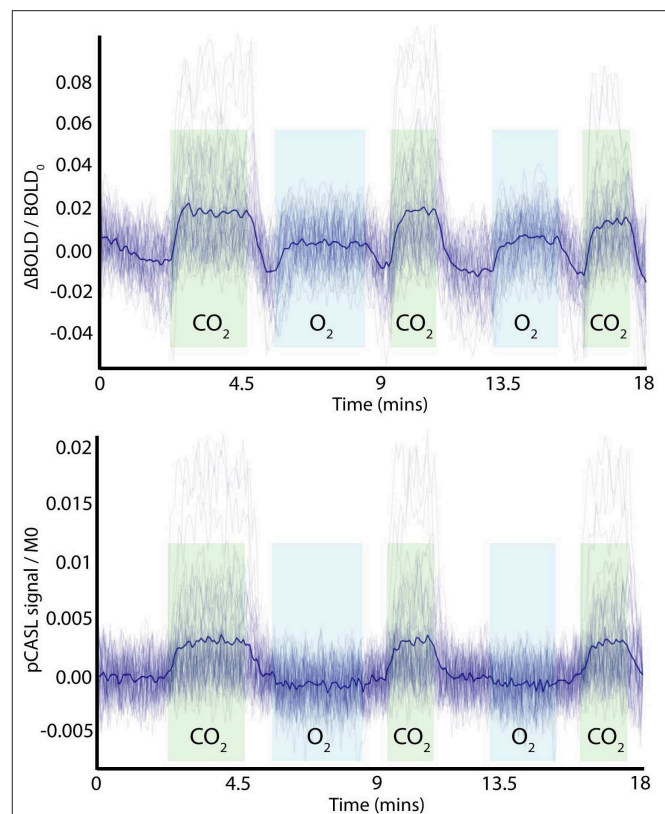 0.08
0.06
0.04
0.02
0.00
-0.02
-0.04
ΔBOLD / BOLD₀
CO₂ O₂ CO₂ O₂ CO₂
0 4.5 9 13.5 18
Time (mins)
0.02
0.015
0.01
0.005
0.00
-0.005
pCASL signal / M0
CO₂ O₂ CO₂ O₂ CO₂
0 4.5 9 13.5 18
Time (mins)